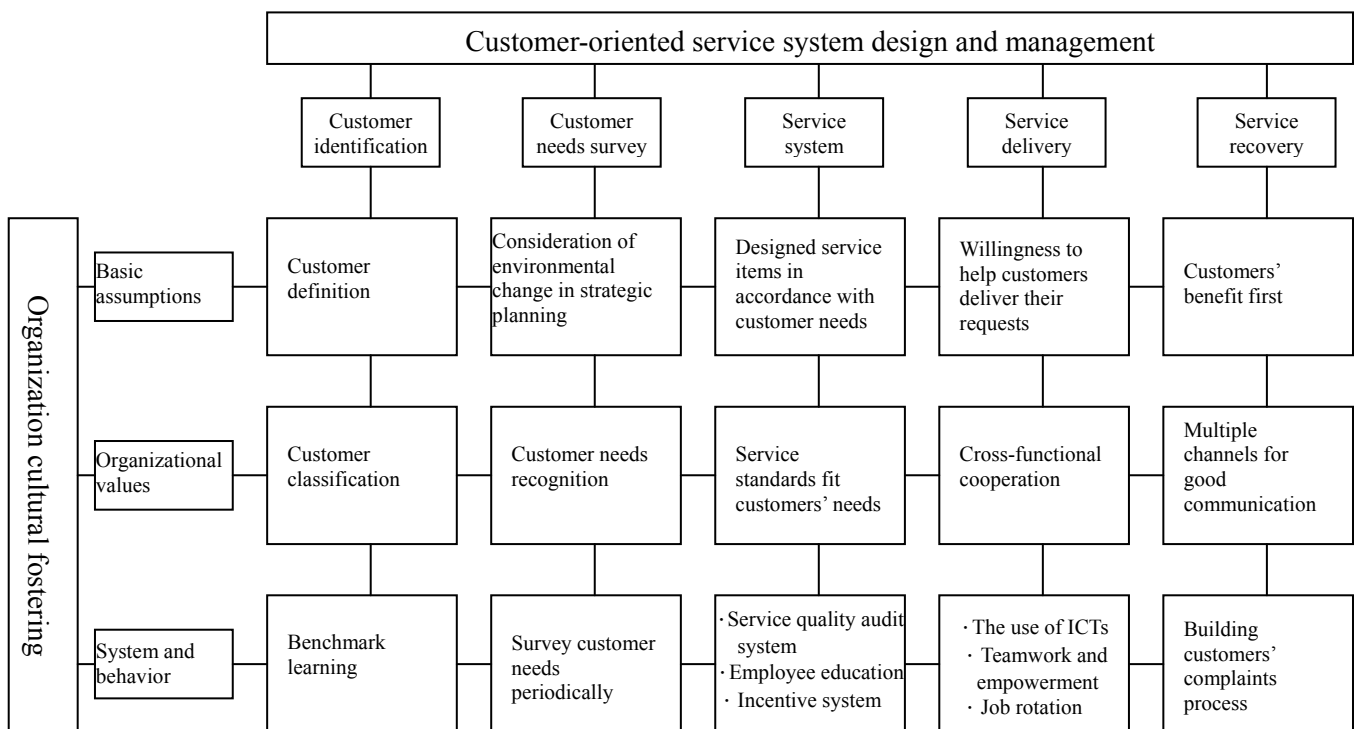 Customer-oriented service system design and management
Customer
identification
Customer
needs survey
Service
system
Service
delivery
Service
recovery
Organization cultural fostering
Basic
assumptions
Customer
definition
Consideration of
environmental
change in strategic
planning
Designed service
items in
accordance with
customer needs
Willingness to
help customers
deliver their
requests
Customers’
benefit first
Organizational
values
Customer
classification
Customer needs
recognition
Service
standards fit
customers’ needs
Cross-functional
cooperation
Multiple
channels for
good
communication
System and
behavior
Benchmark
learning
Survey customer
needs
periodically
·Service quality audit
system
·Employee education
· Incentive system
·The use of ICTs
· Teamwork and
empowerment
· Job rotation
Building
customers’
complaints
process